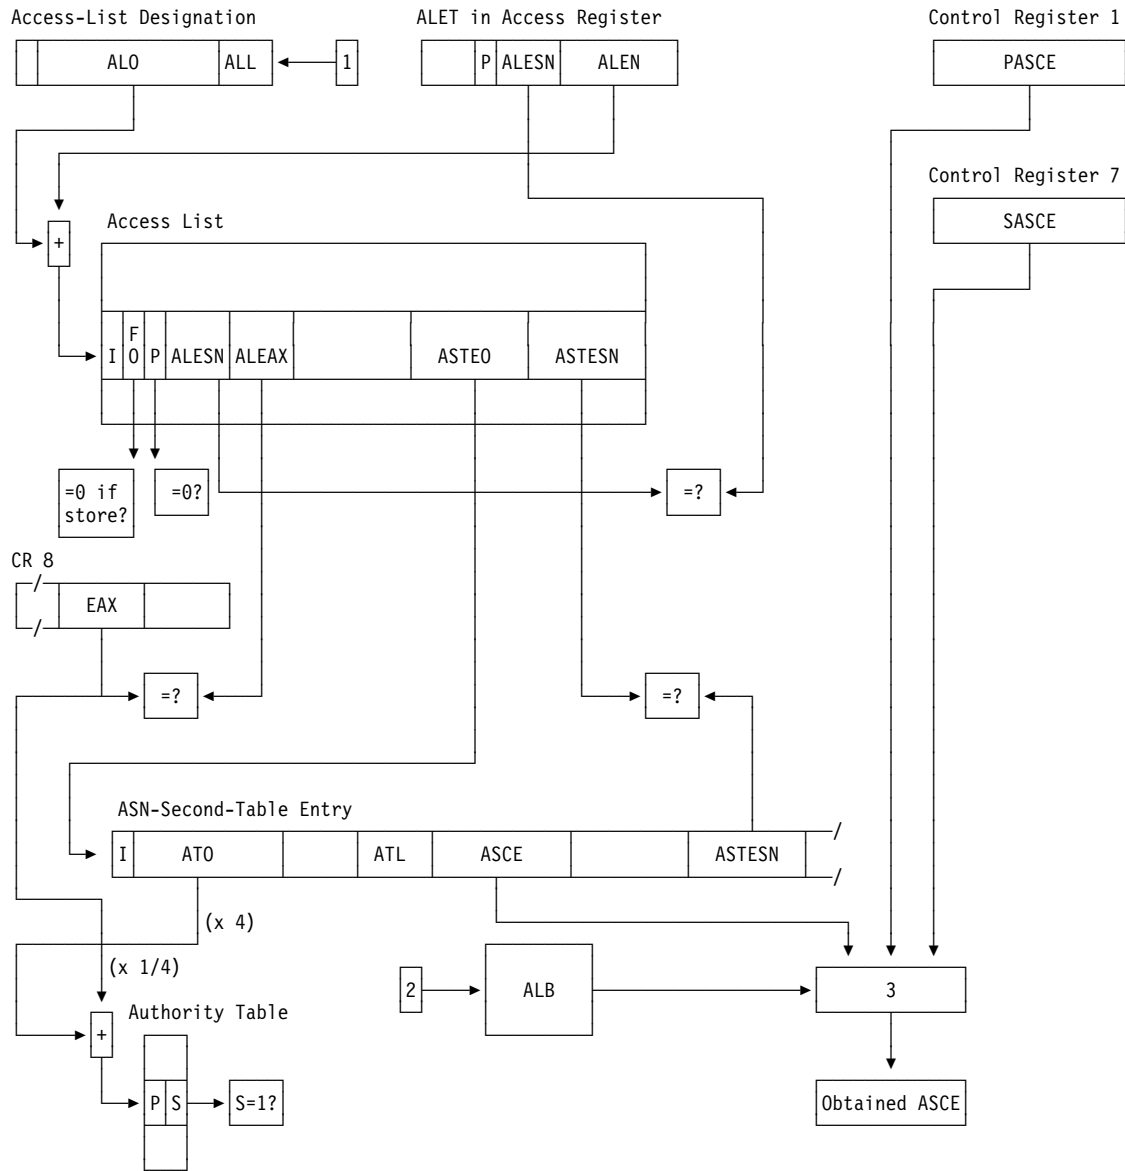 Access-List Designation
ALET in Access Register
Control Register 1
ALO ALL
1
P ALESN ALEN
PASCE
Control Register 7
SASCE
+
Access List
F
I O P ALESN ALEAX ASTEO ASTESN
=0 if
store?
=0?
=?
CR 8
EAX
=?
=?
ASN-Second-Table Entry
I ATO ATL ASCE ASTESN
(x 4)
(x 1/4)
2
ALB
3
Authority Table
+
P S
S=1?
Obtained ASCE